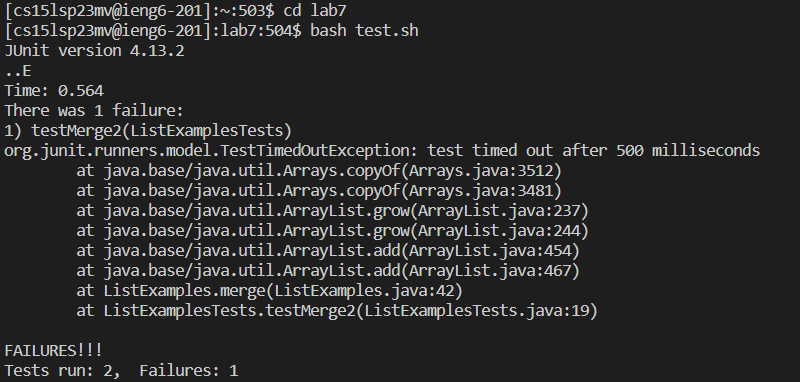 [cs15lsp23mv@ieng6-201]:~:503$ cd lab7
[cs15lsp23mv@ieng6-201]:lab7:504$ bash test.sh
JUnit version 4.13.2
..E
Time: 0.564
There was 1 failure:
1) testMerge2(ListExamplesTests)
org.junit.runners.model.TestTimedOutException: test timed out after 500 milliseconds
        at java.base/java.util.Arrays.copyOf(Arrays.java:3512)
        at java.base/java.util.Arrays.copyOf(Arrays.java:3481)
        at java.base/java.util.ArrayList.grow(ArrayList.java:237)
        at java.base/java.util.ArrayList.grow(ArrayList.java:244)
        at java.base/java.util.ArrayList.add(ArrayList.java:454)
        at java.base/java.util.ArrayList.add(ArrayList.java:467)
        at ListExamples.merge(ListExamples.java:42)
        at ListExamplesTests.testMerge2(ListExamplesTests.java:19)
FAILURES!!!
Tests run: 2,  Failures: 1